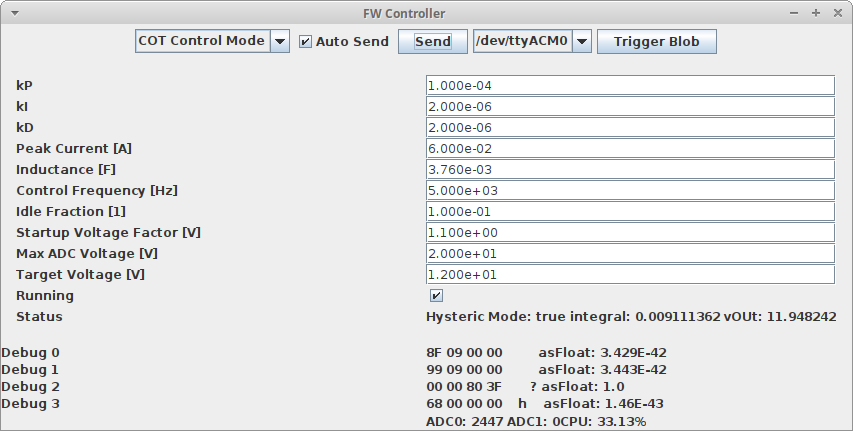 FW Controller
COT Control Mode Auto Send Send /dev/ttyACM0 Trigger Blob
kP 1.000e-04
kI 2.000e-06
kD 2.000e-06
Peak Current [A] 6.000e-02
Inductance [F] 3.760e-03
Control Frequency [Hz] 5.000e+03
Idle Fraction [1] 1.000e-01
Startup Voltage Factor [V] 1.100e+00
Max ADC Voltage [V] 2.000e+01
Target Voltage [V] 1.200e+01
Running
Status Hysteric Mode: true integral: 0.009111362 vOUt: 11.948242
Debug 0 8F 09 00 00 asFloat: 3.429E-42
Debug 1 99 09 00 00 asFloat: 3.443E-42
Debug 2 00 00 80 3F ? asFloat: 1.0
Debug 3 68 00 00 00 h asFloat: 1.46E-43
ADC0: 2447 ADC1: 0CPU: 33.13%